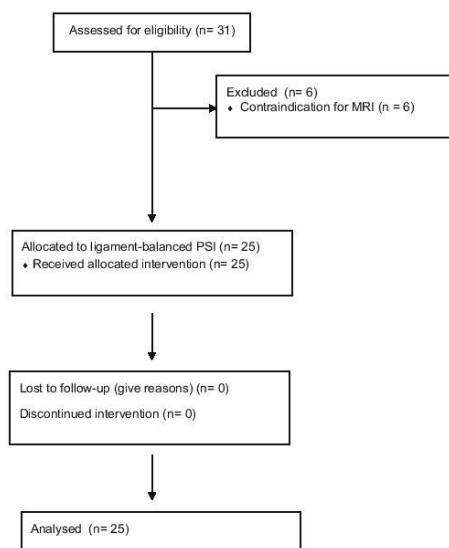 Assessed for eligibility (n= 31)
Excluded (n= 6)
♦ Contraindication for MRI (n = 6)
Allocated to ligament-balanced PSI (n= 25)
♦ Received allocated intervention (n= 25)
Lost to follow-up (give reasons) (n= 0)
Discontinued intervention (n= 0)
Analysed (n= 25)